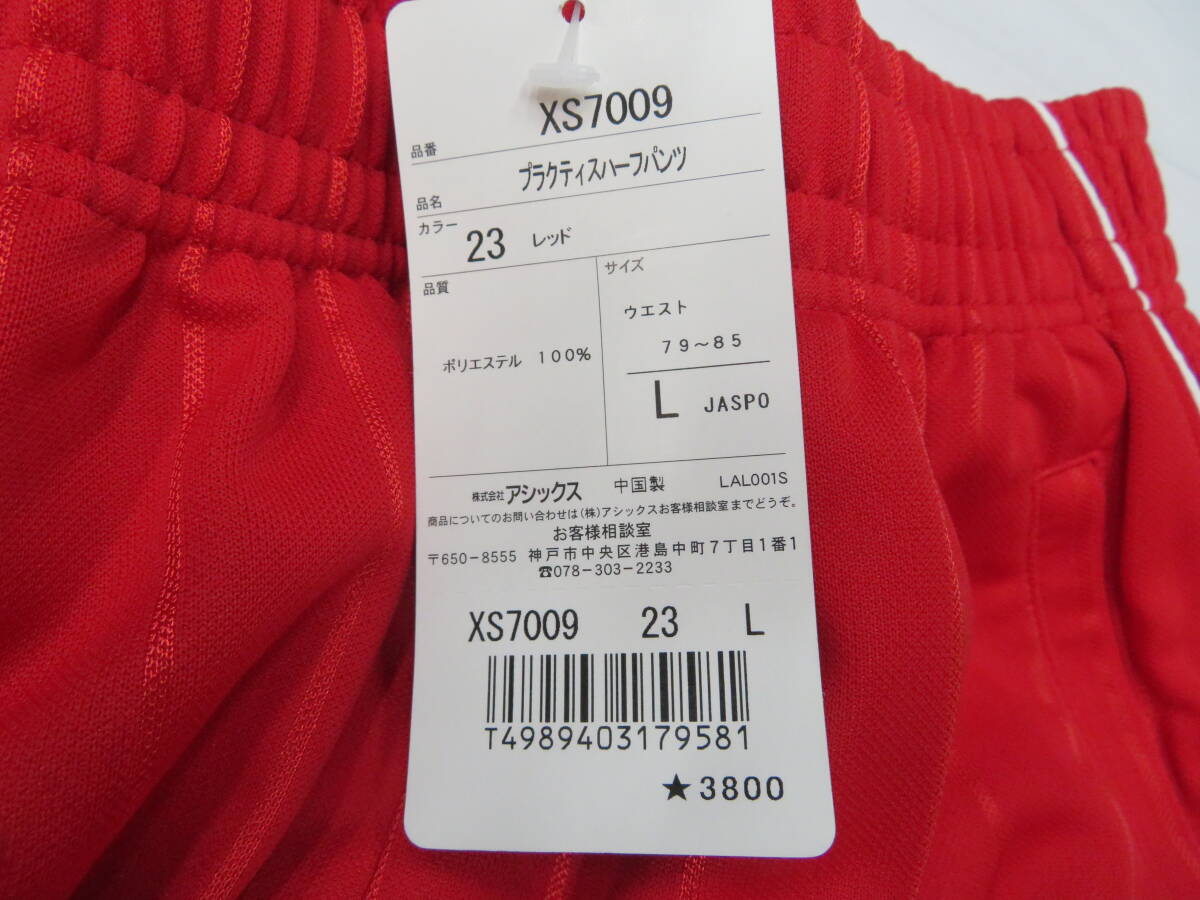 品番 XS7009
品名 プラクティスハーフパンツ
カラー 23 レッド
品質
ポリエステル 100%
サイズ
ウエスト
79~85
L JASPO
株式会社アシックス 中国製 LAL001S
商品についてのお問い合わせは(株)アシックスお客様相談室までどうぞ。
お客様相談室
〒650-8555 神戸市中央区港島中町7丁目1番1
☎078-303-2233
XS7009 23 L
T4989403179581
★3800